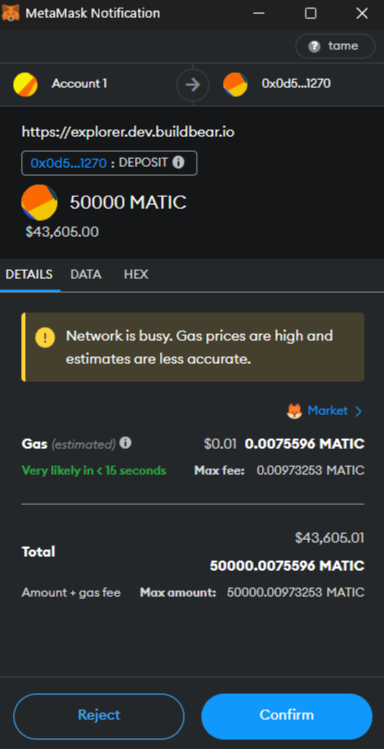 MetaMask Notification
tame
Account 1
0x0d5...1270
https://explorer.dev.buildbear.io
0x0d5...1270 : DEPOSIT
50000 MATIC
$43,605.00
DETAILS DATA HEX
Network is busy. Gas prices are high and
estimates are less accurate.
Market
Gas (estimated) $0.01 0.0075596 MATIC
Very likely in < 15 seconds Max fee: 0.00973253 MATIC
$43,605.01
Total
50000.0075596 MATIC
Amount + gas fee Max amount: 50000.00973253 MATIC
Reject Confirm